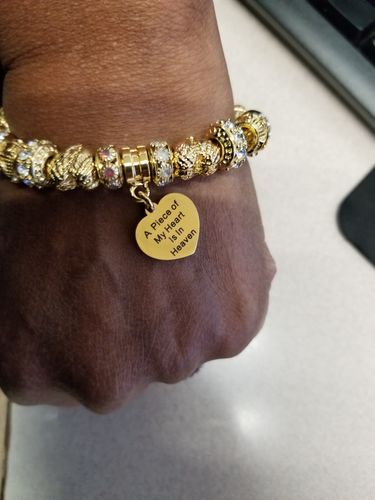 A Piece of
My Heart
is in
Heaven